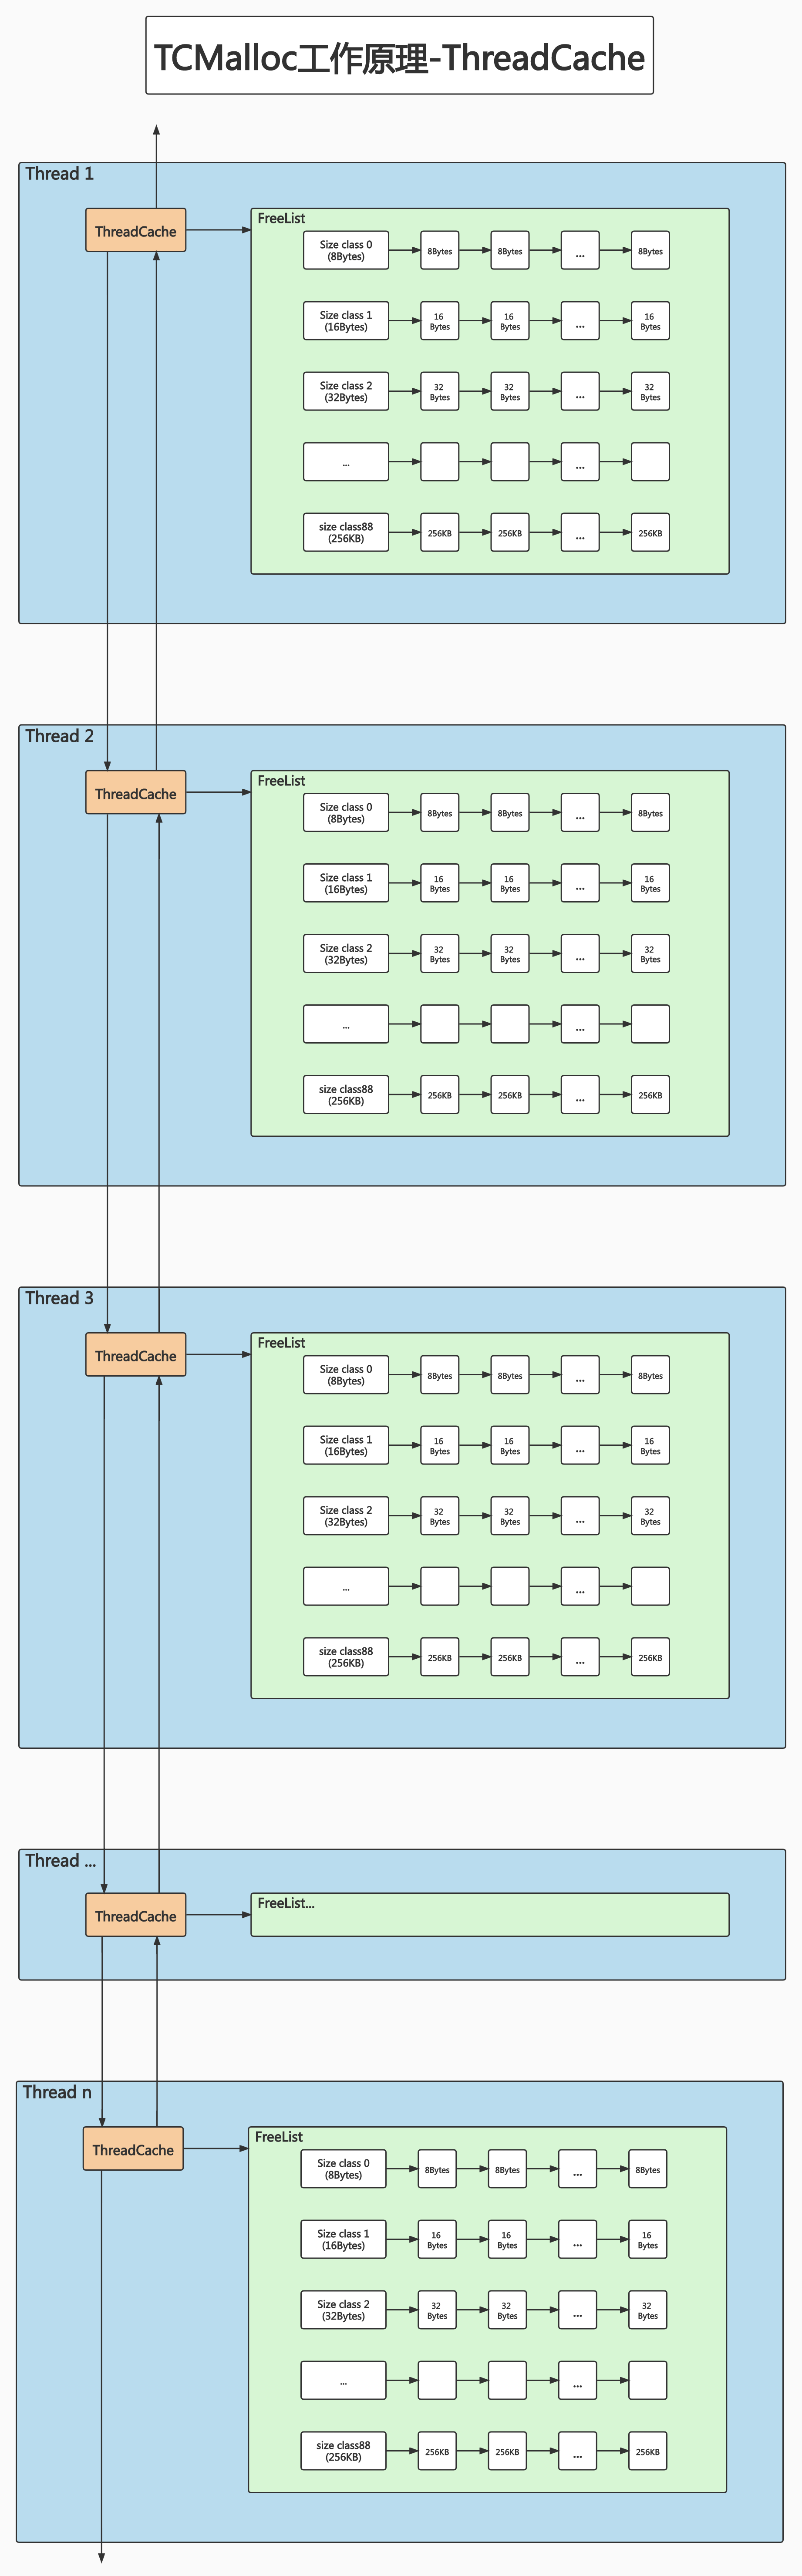 TCMalloc工作原理-ThreadCache
Thread 1
ThreadCache
FreeList
Size class 0
(8Bytes)
8Bytes
8Bytes
...
8Bytes
Size class 1
(16Bytes)
16
Bytes
16
Bytes
...
16
Bytes
Size class 2
(32Bytes)
32
Bytes
32
Bytes
...
32
Bytes
...
...
size class88
(256KB)
256KB
256KB
...
256KB
Thread 2
ThreadCache
FreeList
Size class 0
(8Bytes)
8Bytes
8Bytes
...
8Bytes
Size class 1
(16Bytes)
16
Bytes
16
Bytes
...
16
Bytes
Size class 2
(32Bytes)
32
Bytes
32
Bytes
...
32
Bytes
...
...
size class88
(256KB)
256KB
256KB
...
256KB
Thread 3
ThreadCache
FreeList
Size class 0
(8Bytes)
8Bytes
8Bytes
...
8Bytes
Size class 1
(16Bytes)
16
Bytes
16
Bytes
...
16
Bytes
Size class 2
(32Bytes)
32
Bytes
32
Bytes
...
32
Bytes
...
...
size class88
(256KB)
256KB
256KB
...
256KB
Thread ...
ThreadCache
FreeList...
Thread n
ThreadCache
FreeList
Size class 0
(8Bytes)
8Bytes
8Bytes
...
8Bytes
Size class 1
(16Bytes)
16
Bytes
16
Bytes
...
16
Bytes
Size class 2
(32Bytes)
32
Bytes
32
Bytes
...
32
Bytes
...
...
size class88
(256KB)
256KB
256KB
...
256KB